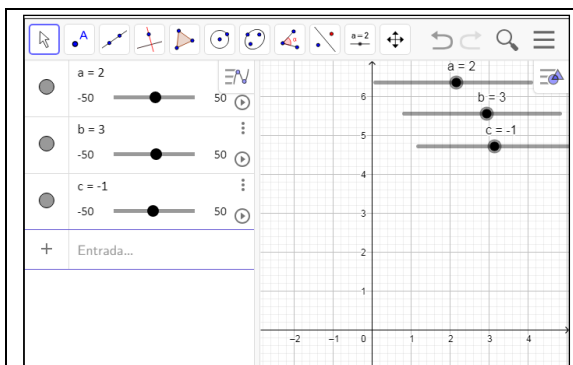 A
a = 2
a = 2
-50
50
b = 3
-50
50
c = -1
-50
50
+
Entrada...
a = 2
b = 3
c = -1
6
5
4
3
2
1
-2
-1
0
1
2
3
4